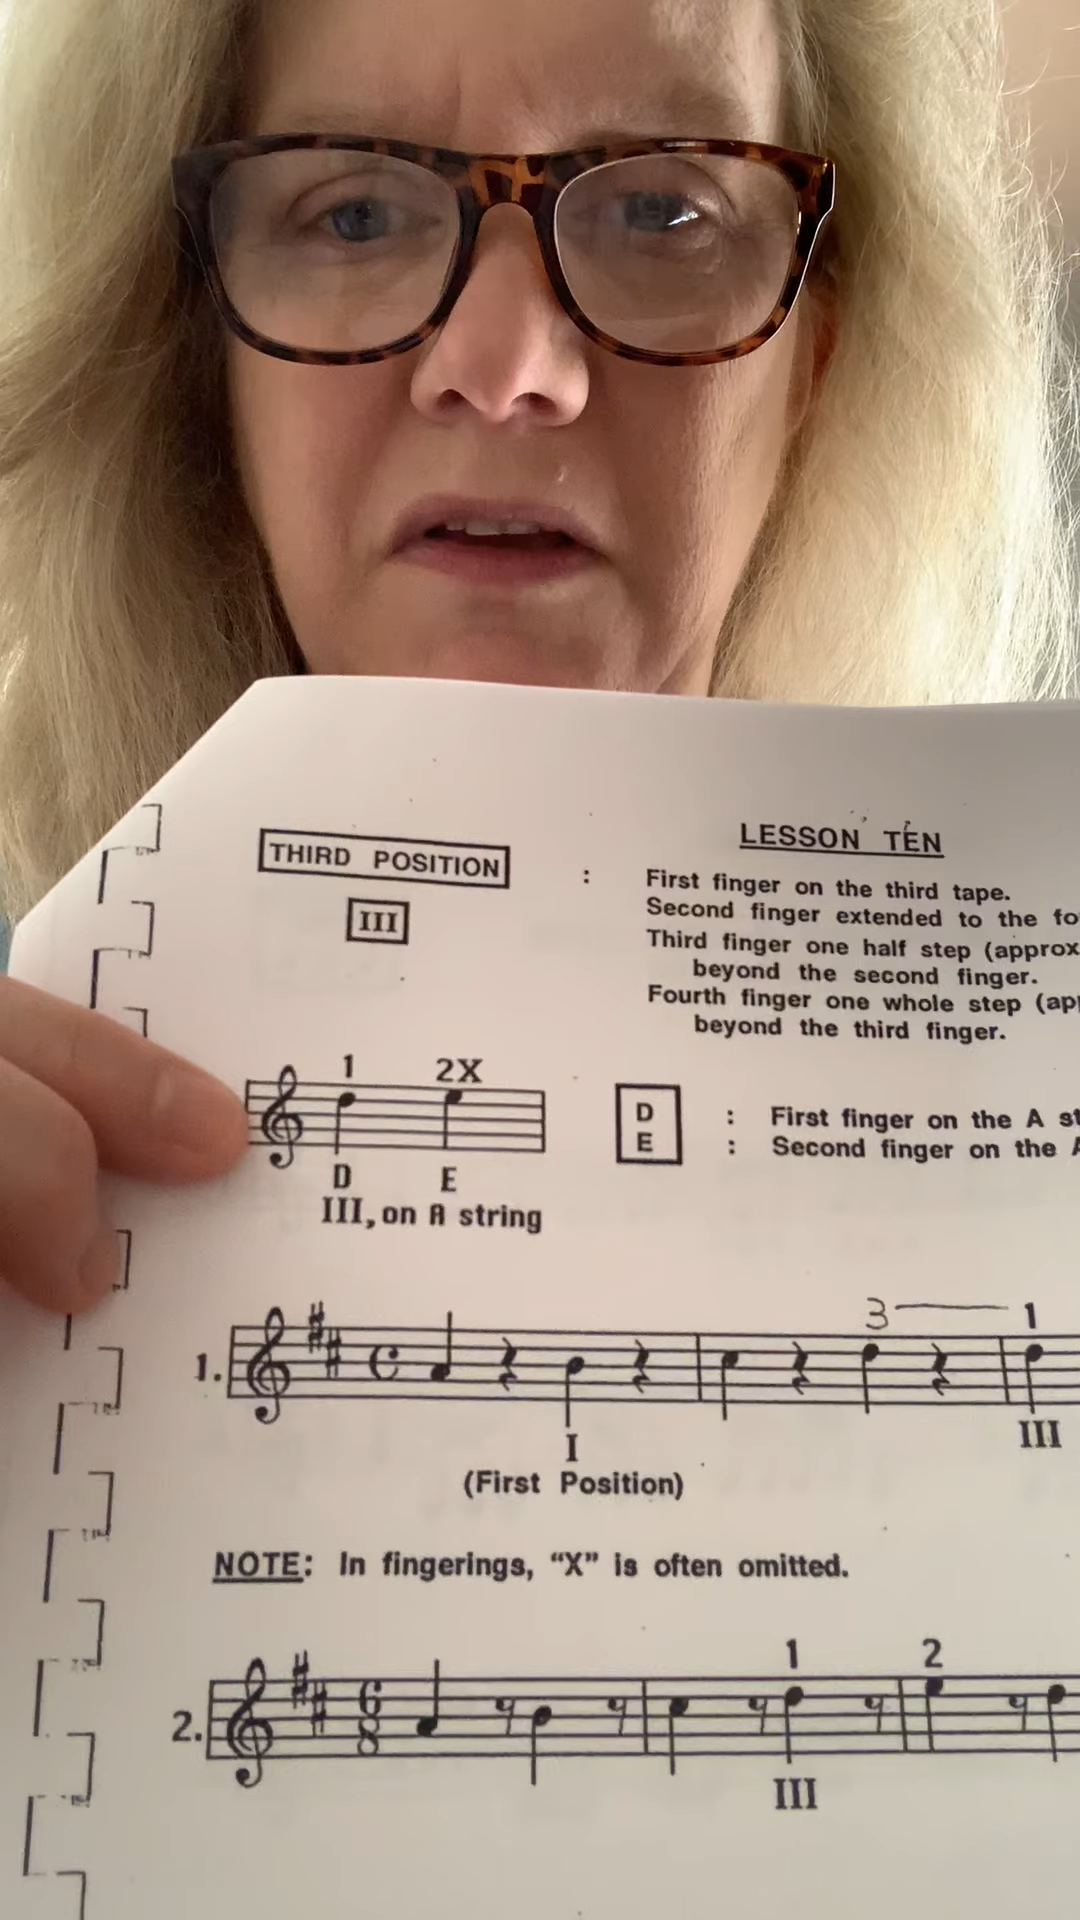 LESSON TEN
THIRD POSITION : First finger on the third tape.
III
Second finger extended to the
Third finger one half step
beyond the second finger.
Fourth finger one whole step
beyond the third finger.
1 2X
D E
III, on A string
D : First finger on the A
E : Second finger on the
3 1
1.
I III
(First Position)
NOTE: In fingerings, “X” is often omitted.
1 2
2. 6
8
III